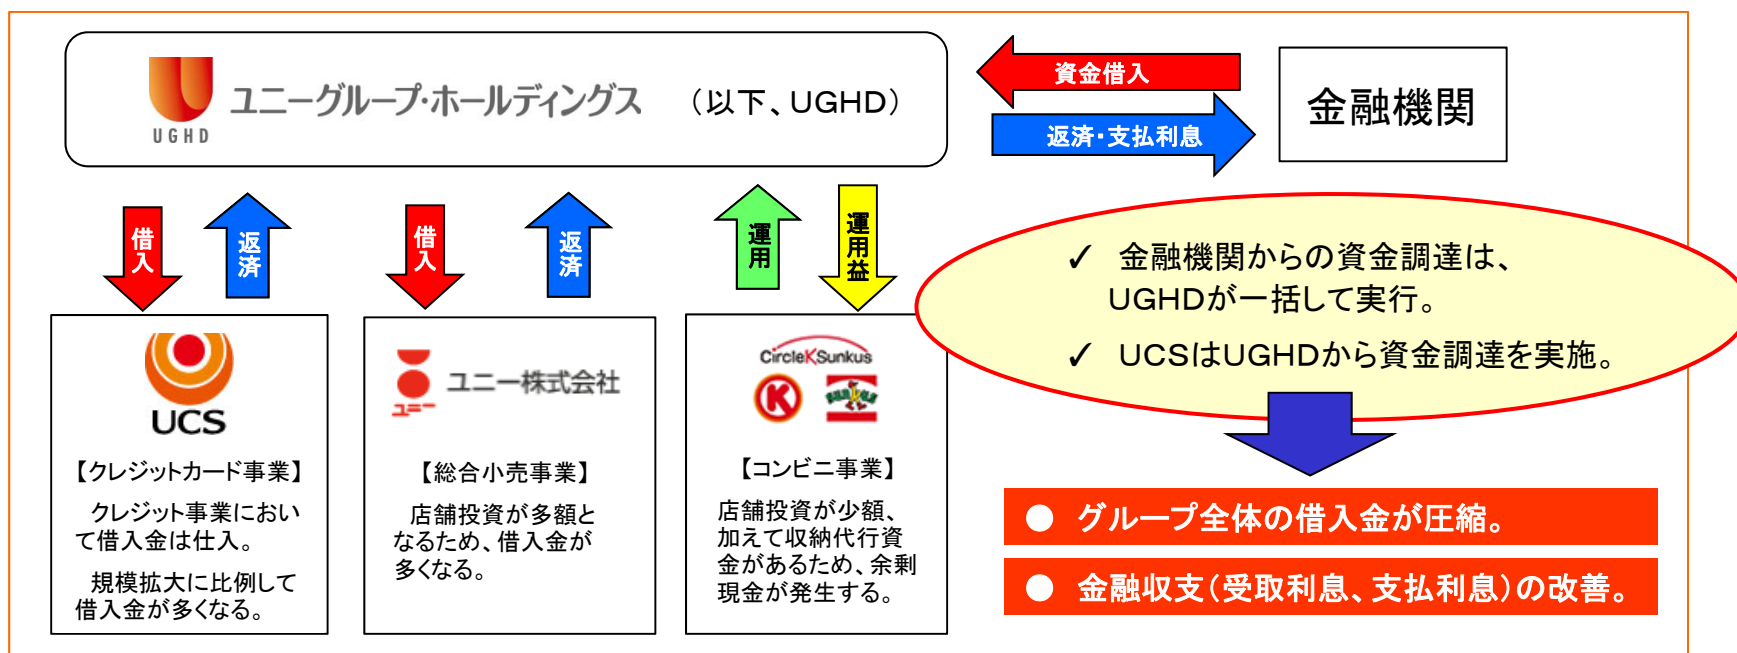 UGHD
ユニーグループ・ホールディングス
（以下、UGHD）
資金借入
返済・支払利息
金融機関
借入
返済
借入
返済
運用
運用益
UCS
【クレジットカード事業】
クレジット事業におい
て借入金は仕入。
規模拡大に比例して
借入金が多くなる。
ユニー
ユニー株式会社
【総合小売事業】
店舗投資が多額と
なるため、借入金が
多くなる。
CircleKSunkus
K
sunkus
【コンビニ事業】
店舗投資が少額、
加えて収納代行資
金があるため、余剰
現金が発生する。
✓ 金融機関からの資金調達は、
UGHDが一括して実行。
✓ UCSはUGHDから資金調達を実施。
● グループ全体の借入金が圧縮。
● 金融収支（受取利息、支払利息）の改善。